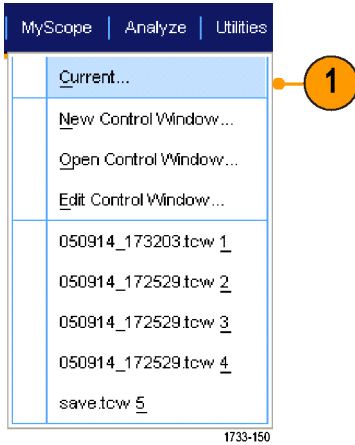 MyScope | Analyze | Utilities
Current...
1
New Control Window...
Open Control Window...
Edit Control Window...
050914_173203.tcw 1
050914_172529.tcw 2
050914_172529.tcw 3
050914_172529.tcw 4
save.tcw 5
1733-150